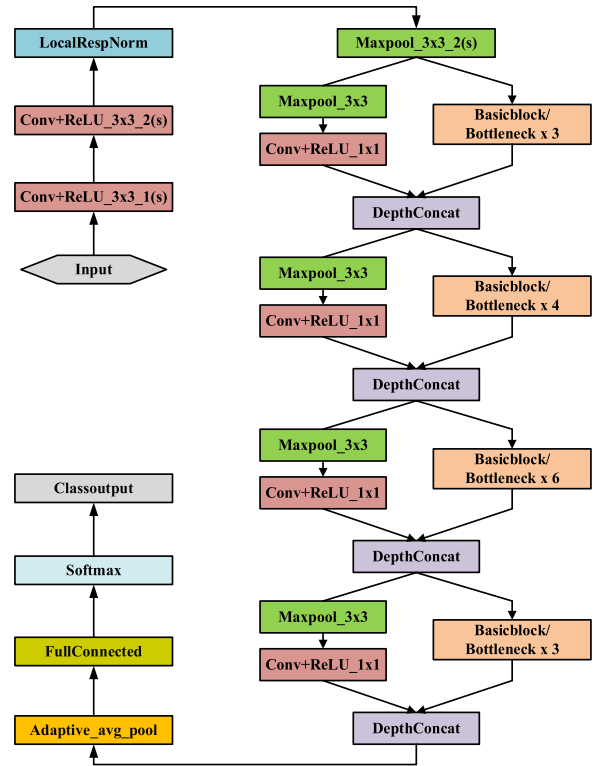 Input
Conv+ReLU_3x3_1(s)
Conv+ReLU_3x3_2(s)
LocalRespNorm
Maxpool_3x3_2(s)
Maxpool_3x3
Conv+ReLU_1x1
Basicblock/
Bottleneck x 3
DepthConcat
Maxpool_3x3
Conv+ReLU_1x1
Basicblock/
Bottleneck x 4
DepthConcat
Maxpool_3x3
Conv+ReLU_1x1
Basicblock/
Bottleneck x 6
DepthConcat
Maxpool_3x3
Conv+ReLU_1x1
Basicblock/
Bottleneck x 3
DepthConcat
Adaptive_avg_pool
FullConnected
Softmax
Classoutput